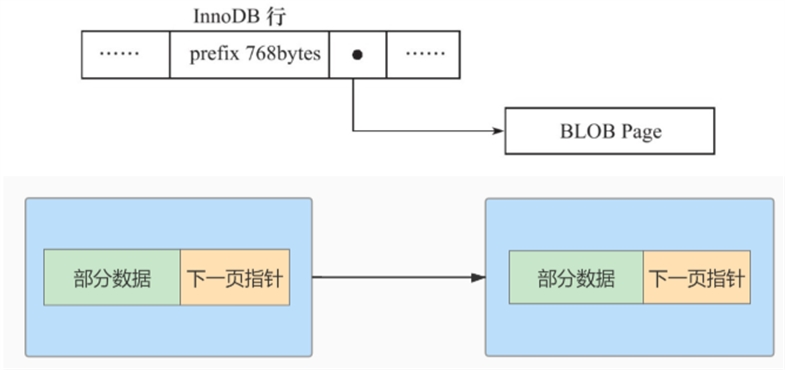 InnoDB 行
…… prefix 768bytes ……
BLOB Page
部分数据 下一页指针 部分数据 下一页指针